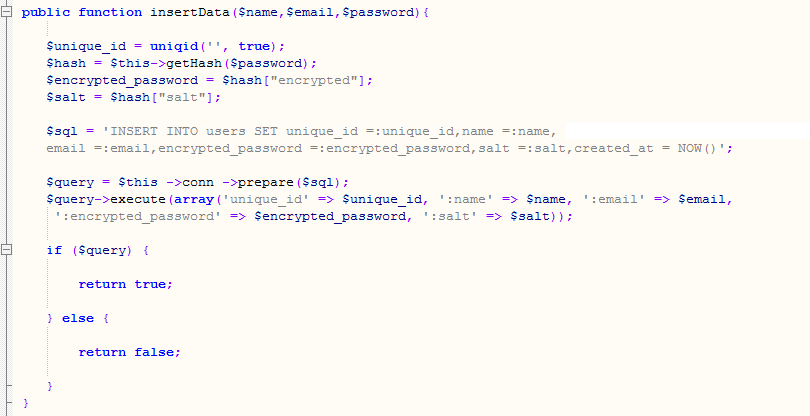 public function insertData($name,$email,$password){
$unique_id = uniqid('', true);
$hash = $this->getHash($password);
$encrypted_password = $hash["encrypted"];
$salt = $hash["salt"];
$sql = 'INSERT INTO users SET unique_id =:unique_id,name =:name,
email =:email,encrypted_password =:encrypted_password,salt =:salt,created_at = NOW()';
$query = $this ->conn ->prepare($sql);
$query->execute(array('unique_id' => $unique_id, ':name' => $name, ':email' => $email,
':encrypted_password' => $encrypted_password, ':salt' => $salt));
if ($query) {
return true;
} else {
return false;
}
}